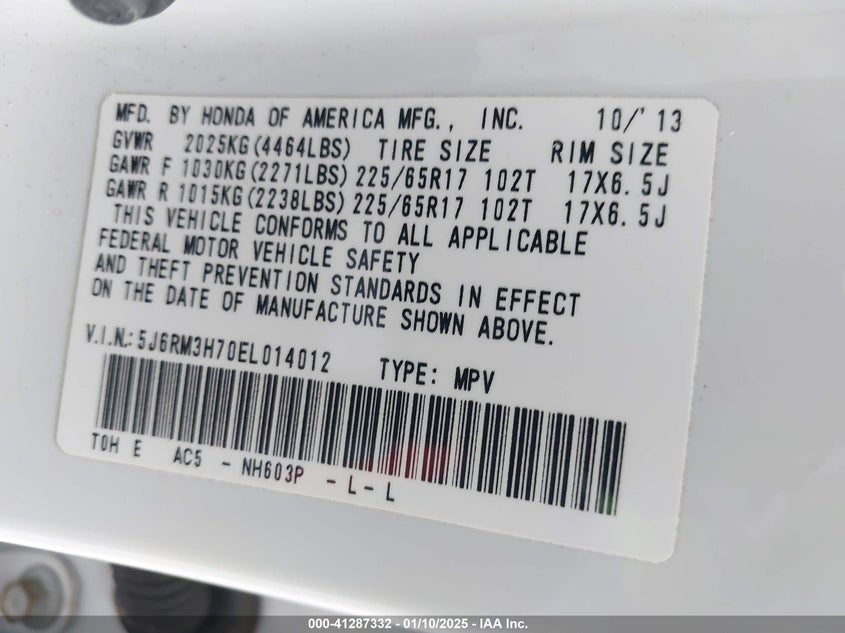 MFD. BY HONDA OF AMERICA MFG., INC. 10/'13
GVWR 2025KG(4464LBS) TIRE SIZE RIM SIZE
GAWR F 1030KG(2271LBS) 225/65R17 102T 17X6.5J
GAWR R 1015KG(2238LBS) 225/65R17 102T 17X6.5J
THIS VEHICLE CONFORMS TO ALL APPLICABLE
FEDERAL MOTOR VEHICLE SAFETY
AND THEFT PREVENTION STANDARDS IN EFFECT
ON THE DATE OF MANUFACTURE SHOWN ABOVE.
V.I.N.: 5J6RM3H70EL014012 TYPE: MPV
T0H E AC5 - NH603P - L - L
000-41287332 - 01/10/2025 - IAA Inc.